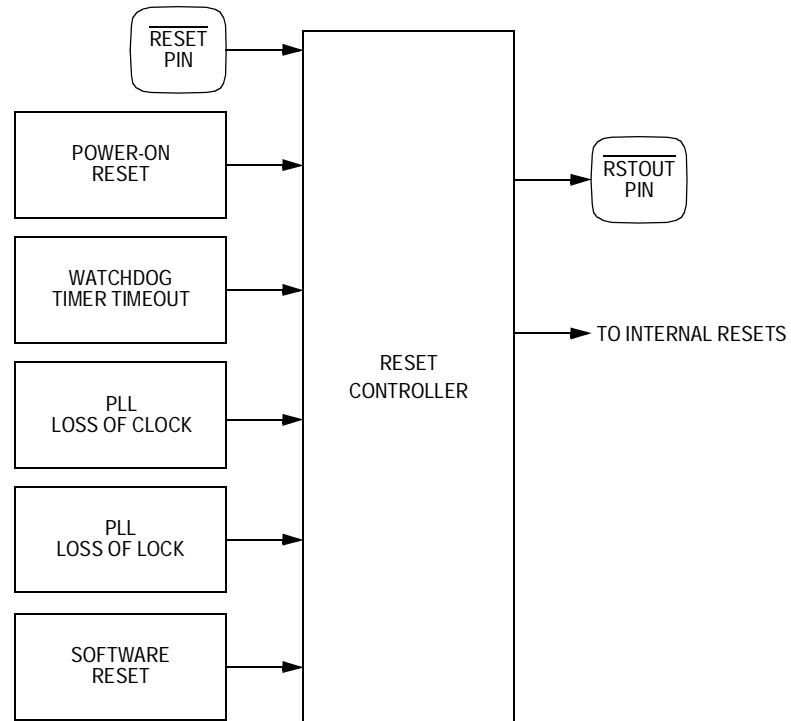 RESET
PIN
POWER-ON
RESET
WATCHDOG
TIMER TIMEOUT
PLL
LOSS OF CLOCK
PLL
LOSS OF LOCK
SOFTWARE
RESET
RESET
CONTROLLER
RSTOUT
PIN
TO INTERNAL RESETS